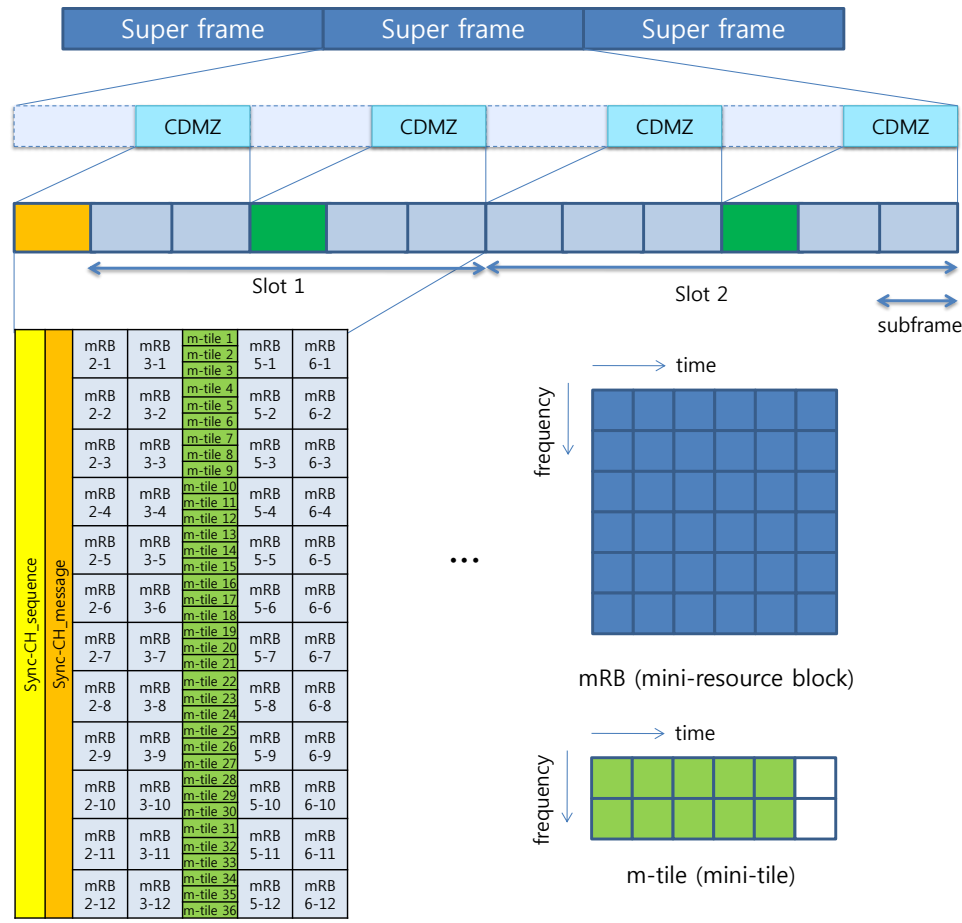 Super frame Super frame Super frame
CDMZ CDMZ CDMZ CDMZ
Slot 1 Slot 2
subframe
Sync-CH_sequence
Sync-CH_message
mRB 2-1
mRB 3-1
m-tile 1
m-tile 2
m-tile 3
mRB 5-1
mRB 6-1
mRB 2-2
mRB 3-2
m-tile 4
m-tile 5
m-tile 6
mRB 5-2
mRB 6-2
mRB 2-3
mRB 3-3
m-tile 7
m-tile 8
m-tile 9
mRB 5-3
mRB 6-3
mRB 2-4
mRB 3-4
m-tile 10
m-tile 11
m-tile 12
mRB 5-4
mRB 6-4
mRB 2-5
mRB 3-5
m-tile 13
m-tile 14
m-tile 15
mRB 5-5
mRB 6-5
mRB 2-6
mRB 3-6
m-tile 16
m-tile 17
m-tile 18
mRB 5-6
mRB 6-6
mRB 2-7
mRB 3-7
m-tile 19
m-tile 20
m-tile 21
mRB 5-7
mRB 6-7
mRB 2-8
mRB 3-8
m-tile 22
m-tile 23
m-tile 24
mRB 5-8
mRB 6-8
mRB 2-9
mRB 3-9
m-tile 25
m-tile 26
m-tile 27
mRB 5-9
mRB 6-9
mRB 2-10
mRB 3-10
m-tile 28
m-tile 29
m-tile 30
mRB 5-10
mRB 6-10
mRB 2-11
mRB 3-11
m-tile 31
m-tile 32
m-tile 33
mRB 5-11
mRB 6-11
mRB 2-12
mRB 3-12
m-tile 34
m-tile 35
m-tile 36
mRB 5-12
mRB 6-12
...
time
frequency
mRB (mini-resource block)
time
frequency
m-tile (mini-tile)